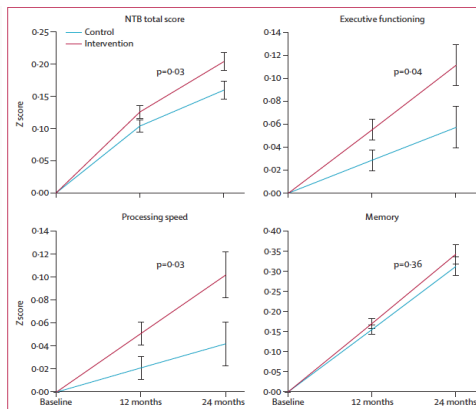 NTB total score
Executive functioning
0·25
0·20
0·15
0·10
0·05
0·00
Z score
Control
Intervention
p=0·03
0·14
0·12
0·10
0·08
0·06
0·04
0·02
0·00
p=0·04
Processing speed
Memory
0·14
0·12
0·10
0·08
0·06
0·04
0·02
0·00
Z score
p=0·03
Baseline
12 months
24 months
0·40
0·35
0·30
0·25
0·20
0·15
0·10
0·05
0·00
p=0·36
Baseline
12 months
24 months